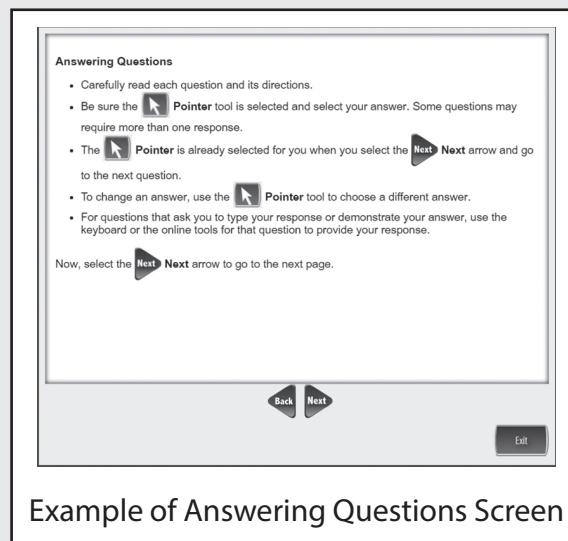 Answering Questions
• Carefully read each question and its directions.
• Be sure the Pointer tool is selected and select your answer. Some questions may
require more than one response.
• The Pointer is already selected for you when you select the Next Next arrow and go
to the next question.
• To change an answer, use the Pointer tool to choose a different answer.
• For questions that ask you to type your response or demonstrate your answer, use the
keyboard or the online tools for that question to provide your response.
Now, select the Next Next arrow to go to the next page.
Back Next
Exit
Example of Answering Questions Screen